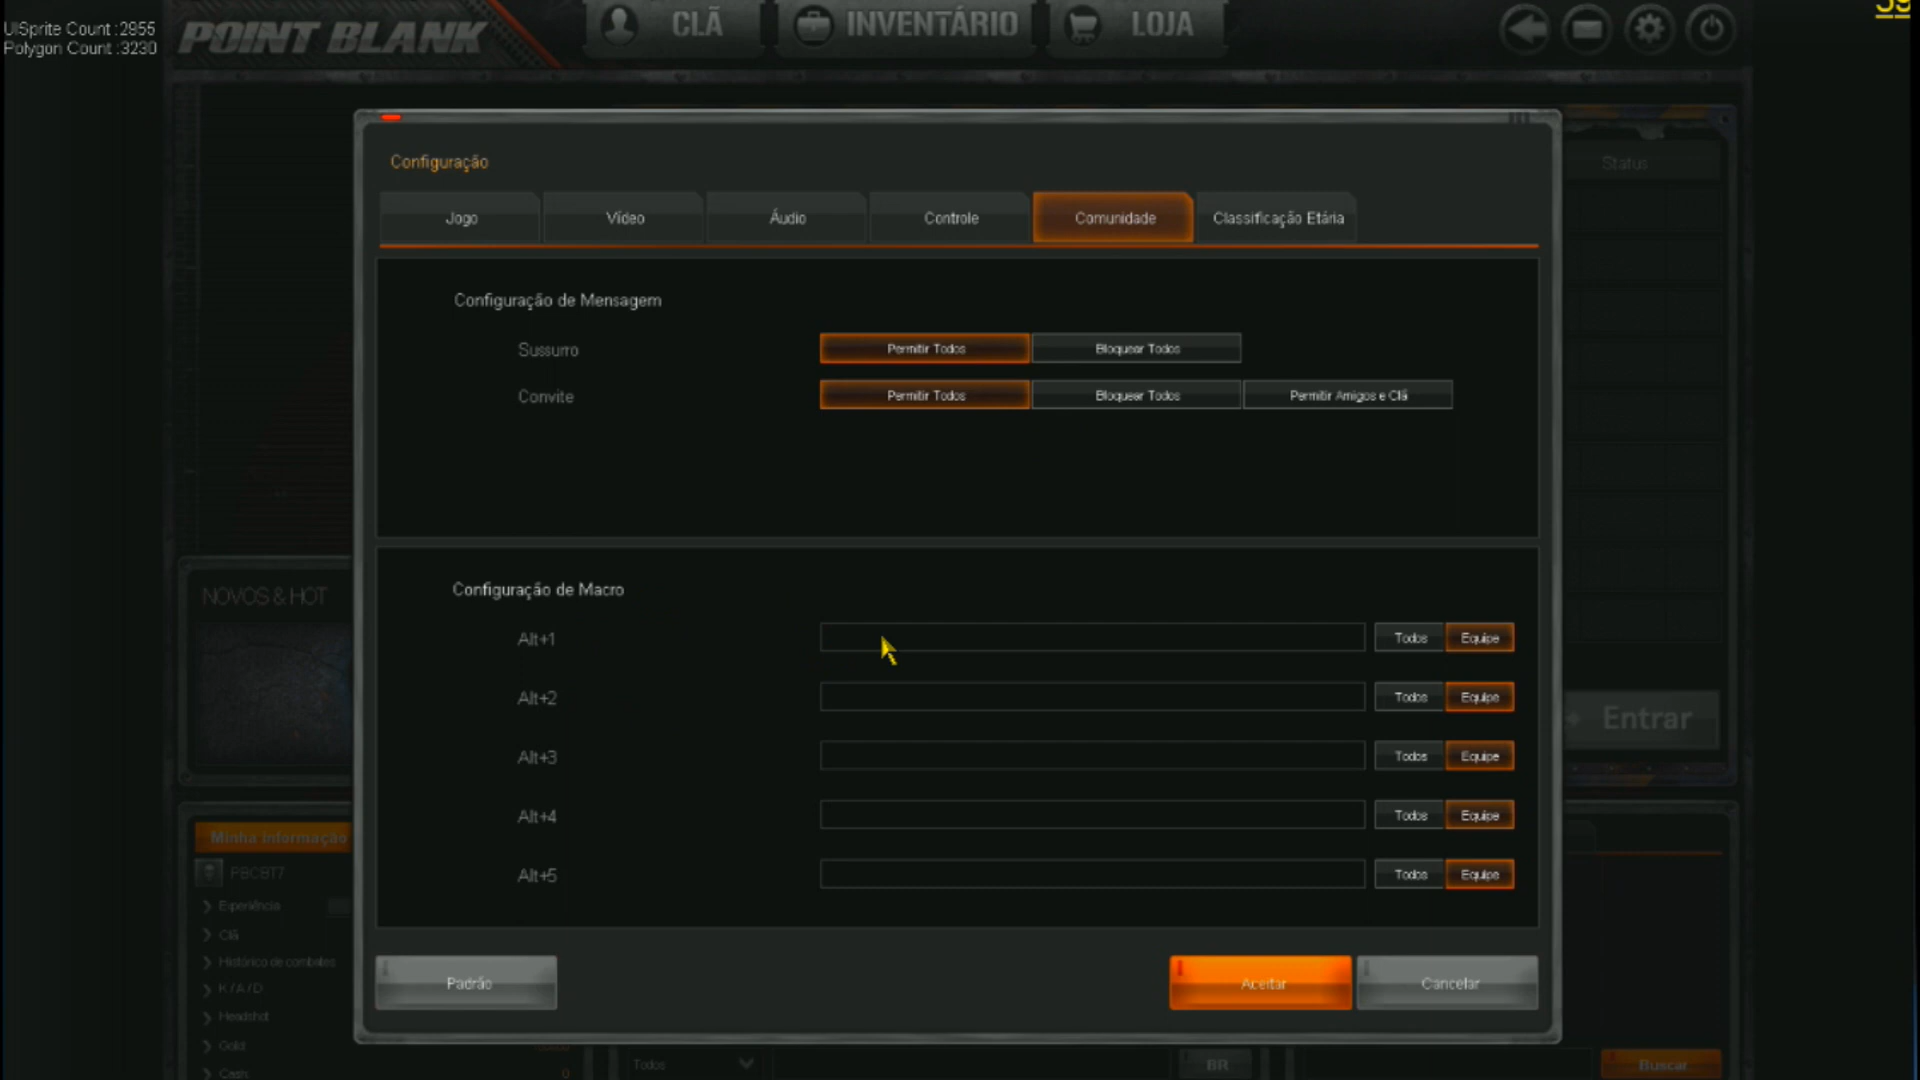 UISprite Count :2955
Polygon Count :3230
POINT BLANK
CLÃ
INVENTÁRIO
LOJA
59
Status
Configuração
Jogo
Vídeo
Áudio
Controle
Comunidade
Classificação Etária
Configuração de Mensagem
Sussurro
Permitir Todos
Bloquear Todos
Convite
Permitir Todos
Bloquear Todos
Permitir Amigos e Clã
NOVOS & HOT
Configuração de Macro
Alt+1
Todos
Equipe
Alt+2
Todos
Equipe
Entrar
Alt+3
Todos
Equipe
Alt+4
Todos
Equipe
Minha informação
PBCBT7
Alt+5
Todos
Equipe
Experiência
Clã
Histórico de combates
K / A / D
Headshot
Gold
Cash
0
Padrão
Aceitar
Cancelar
Todos
BR
Buscar